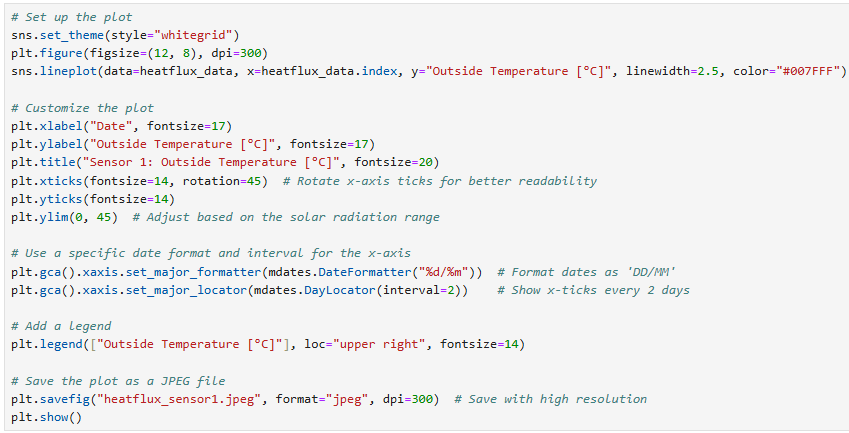 # Set up the plot
sns.set_theme(style="whitegrid")
plt.figure(figsize=(12, 8), dpi=300)
sns.lineplot(data=heatflux_data, x=heatflux_data.index, y="Outside Temperature [°C]", linewidth=2.5, color="#007FFF")

# Customize the plot
plt.xlabel("Date", fontsize=17)
plt.ylabel("Outside Temperature [°C]", fontsize=17)
plt.title("Sensor 1: Outside Temperature [°C]", fontsize=20)
plt.xticks(fontsize=14, rotation=45)  # Rotate x-axis ticks for better readability
plt.yticks(fontsize=14)
plt.ylim(0, 45)  # Adjust based on the solar radiation range

# Use a specific date format and interval for the x-axis
plt.gca().xaxis.set_major_formatter(mdates.DateFormatter("%d/%m"))  # Format dates as 'DD/MM'
plt.gca().xaxis.set_major_locator(mdates.DayLocator(interval=2))    # Show x-ticks every 2 days

# Add a legend
plt.legend(["Outside Temperature [°C]"], loc="upper right", fontsize=14)

# Save the plot as a JPEG file
plt.savefig("heatflux_sensor1.jpeg", format="jpeg", dpi=300)  # Save with high resolution
plt.show()